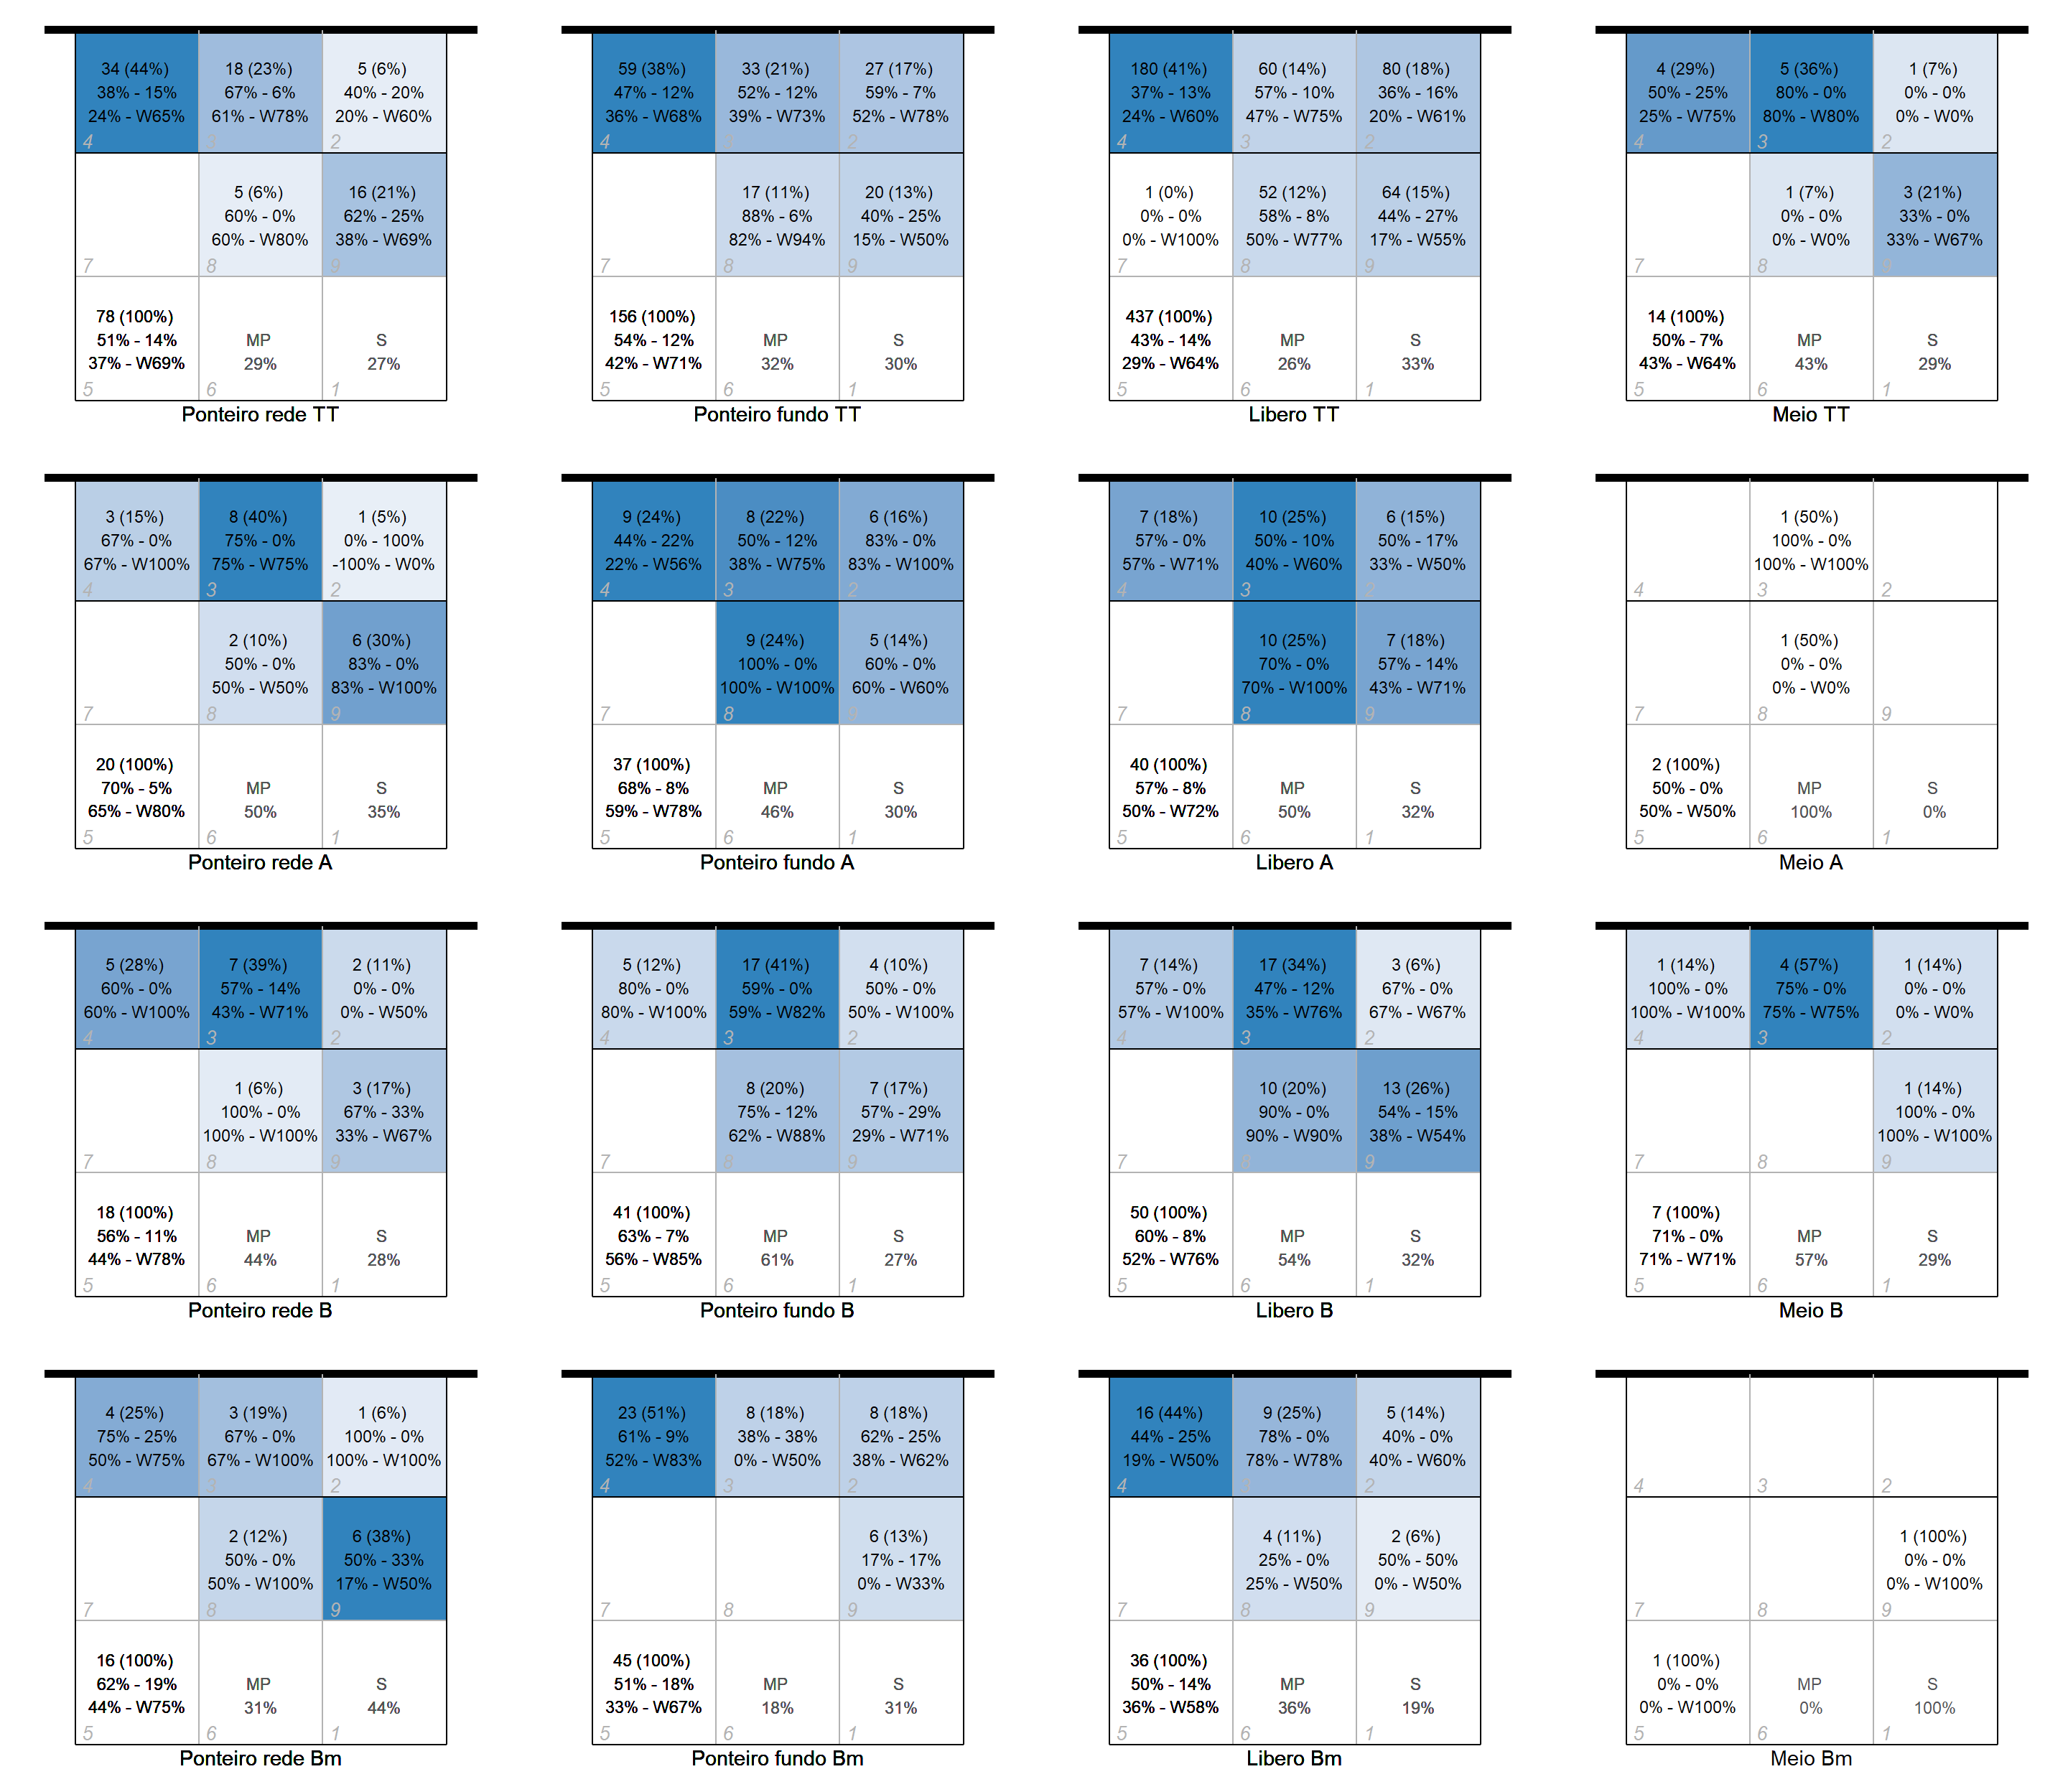 34 (44%)
38% - 15%
24% - W65%
4
18 (23%)
67% - 6%
61% - W78%
3
5 (6%)
40% - 20%
20% - W60%
2
7
5 (6%)
60% - 0%
60% - W80%
8
16 (21%)
62% - 25%
38% - W69%
9
78 (100%)
51% - 14%
37% - W69%
5
MP
29%
6
S
27%
1
Ponteiro rede TT
59 (38%)
47% - 12%
36% - W68%
4
33 (21%)
52% - 12%
39% - W73%
3
27 (17%)
59% - 7%
52% - W78%
2
7
17 (11%)
88% - 6%
82% - W94%
8
20 (13%)
40% - 25%
15% - W50%
9
156 (100%)
54% - 12%
42% - W71%
5
MP
32%
6
S
30%
1
Ponteiro fundo TT
180 (41%)
37% - 13%
24% - W60%
4
60 (14%)
57% - 10%
47% - W75%
3
80 (18%)
36% - 16%
20% - W61%
2
1 (0%)
0% - 0%
0% - W100%
7
52 (12%)
58% - 8%
50% - W77%
8
64 (15%)
44% - 27%
17% - W55%
9
437 (100%)
43% - 14%
29% - W64%
5
MP
26%
6
S
33%
1
Libero TT
4 (29%)
50% - 25%
25% - W75%
4
5 (36%)
80% - 0%
80% - W80%
3
1 (7%)
0% - 0%
0% - W0%
2
7
1 (7%)
0% - 0%
0% - W0%
8
3 (21%)
33% - 0%
33% - W67%
9
14 (100%)
50% - 7%
43% - W64%
5
MP
43%
6
S
29%
1
Meio TT
3 (15%)
67% - 0%
67% - W100%
4
8 (40%)
75% - 0%
75% - W75%
3
1 (5%)
0% - 100%
-100% - W0%
2
7
2 (10%)
50% - 0%
50% - W50%
8
6 (30%)
83% - 0%
83% - W100%
9
20 (100%)
70% - 5%
65% - W80%
5
MP
50%
6
S
35%
1
Ponteiro rede A
9 (24%)
44% - 22%
22% - W56%
4
8 (22%)
50% - 12%
38% - W75%
3
6 (16%)
83% - 0%
83% - W100%
2
7
9 (24%)
100% - 0%
100% - W100%
8
5 (14%)
60% - 0%
60% - W60%
9
37 (100%)
68% - 8%
59% - W78%
5
MP
46%
6
S
30%
1
Ponteiro fundo A
7 (18%)
57% - 0%
57% - W71%
4
10 (25%)
50% - 10%
40% - W60%
3
6 (15%)
50% - 17%
33% - W50%
2
7
10 (25%)
70% - 0%
70% - W100%
8
7 (18%)
57% - 14%
43% - W71%
9
40 (100%)
57% - 8%
50% - W72%
5
MP
50%
6
S
32%
1
Libero A
4
1 (50%)
100% - 0%
100% - W100%
3
2
7
1 (50%)
0% - 0%
0% - W0%
8
9
2 (100%)
50% - 0%
50% - W50%
5
MP
100%
6
S
0%
1
Meio A
5 (28%)
60% - 0%
60% - W100%
4
7 (39%)
57% - 14%
43% - W71%
3
2 (11%)
0% - 0%
0% - W50%
2
7
1 (6%)
100% - 0%
100% - W100%
8
3 (17%)
67% - 33%
33% - W67%
9
18 (100%)
56% - 11%
44% - W78%
5
MP
44%
6
S
28%
1
Ponteiro rede B
5 (12%)
80% - 0%
80% - W100%
4
17 (41%)
59% - 0%
59% - W82%
3
4 (10%)
50% - 0%
50% - W100%
2
7
8 (20%)
75% - 12%
62% - W88%
8
7 (17%)
57% - 29%
29% - W71%
9
41 (100%)
63% - 7%
56% - W85%
5
MP
61%
6
S
27%
1
Ponteiro fundo B
7 (14%)
57% - 0%
57% - W100%
4
17 (34%)
47% - 12%
35% - W76%
3
3 (6%)
67% - 0%
67% - W67%
2
7
10 (20%)
90% - 0%
90% - W90%
8
13 (26%)
54% - 15%
38% - W54%
9
50 (100%)
60% - 8%
52% - W76%
5
MP
54%
6
S
32%
1
Libero B
1 (14%)
100% - 0%
100% - W100%
4
4 (57%)
75% - 0%
75% - W75%
3
1 (14%)
0% - 0%
0% - W0%
2
7
8
1 (14%)
100% - 0%
100% - W100%
9
7 (100%)
71% - 0%
71% - W71%
5
MP
57%
6
S
29%
1
Meio B
4 (25%)
75% - 25%
50% - W75%
4
3 (19%)
67% - 0%
67% - W100%
3
1 (6%)
100% - 0%
100% - W100%
2
7
2 (12%)
50% - 0%
50% - W100%
8
6 (38%)
50% - 33%
17% - W50%
9
16 (100%)
62% - 19%
44% - W75%
5
MP
31%
6
S
44%
1
Ponteiro rede Bm
23 (51%)
61% - 9%
52% - W83%
4
8 (18%)
38% - 38%
0% - W50%
3
8 (18%)
62% - 25%
38% - W62%
2
7
8
6 (13%)
17% - 17%
0% - W33%
9
45 (100%)
51% - 18%
33% - W67%
5
MP
18%
6
S
31%
1
Ponteiro fundo Bm
16 (44%)
44% - 25%
19% - W50%
4
9 (25%)
78% - 0%
78% - W78%
3
5 (14%)
40% - 0%
40% - W60%
2
7
4 (11%)
25% - 0%
25% - W50%
8
2 (6%)
50% - 50%
0% - W50%
9
36 (100%)
50% - 14%
36% - W58%
5
MP
36%
6
S
19%
1
Libero Bm
4
3
2
7
8
1 (100%)
0% - 0%
0% - W100%
9
1 (100%)
0% - 0%
0% - W100%
5
MP
0%
6
S
100%
1
Meio Bm